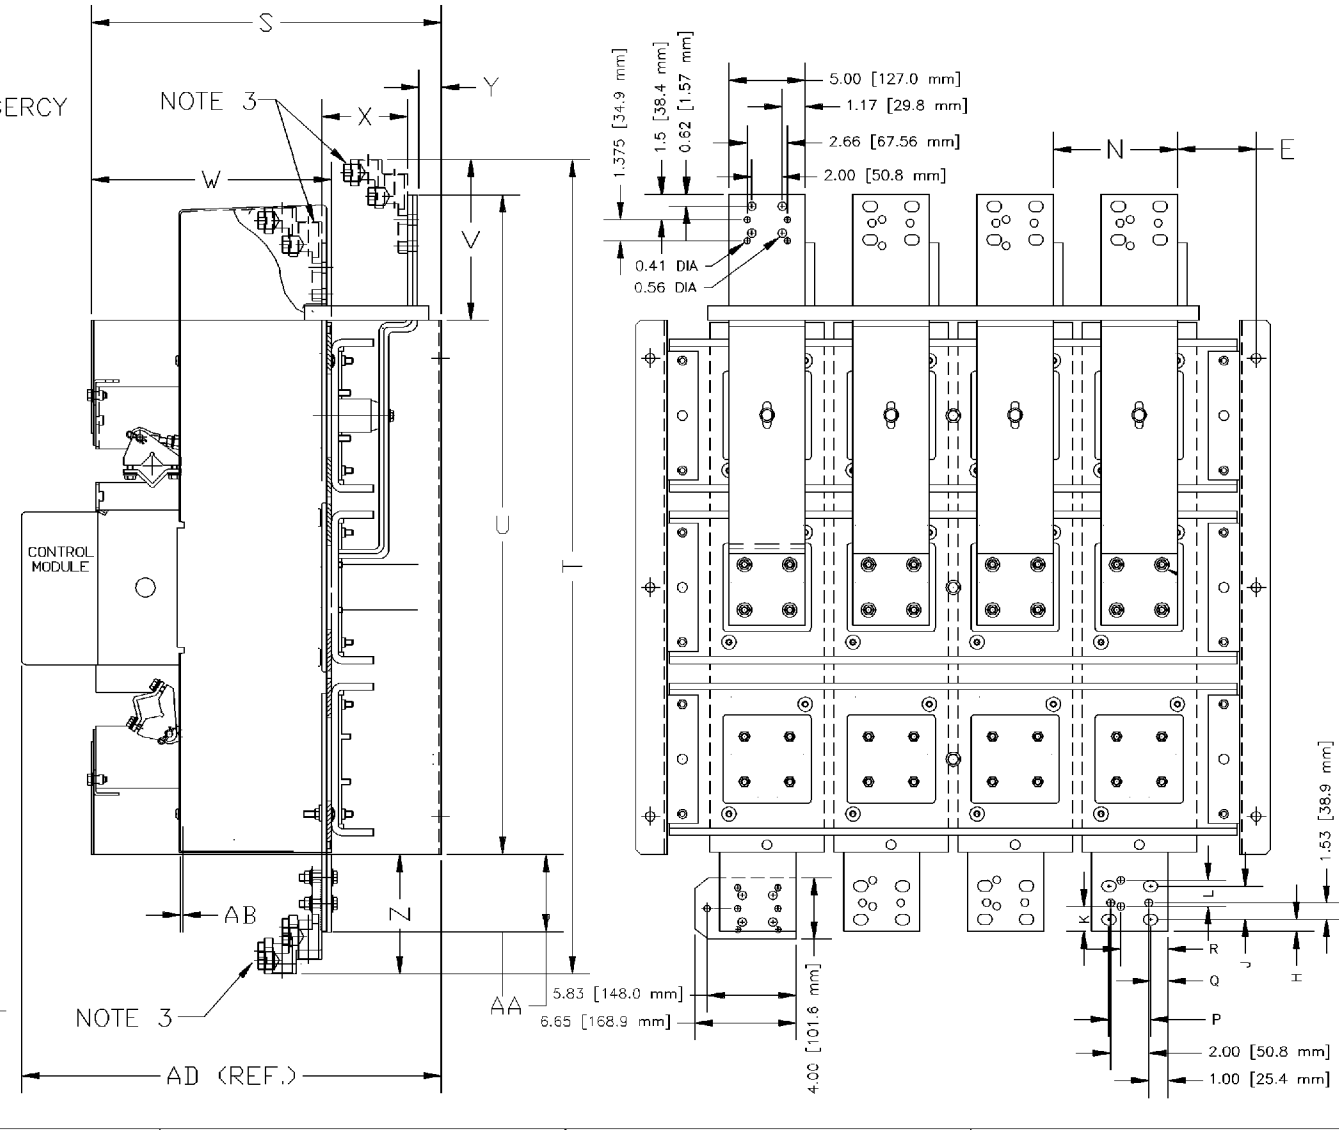 S
GERCY
NOTE 3
X
Y
W
V
U
T
CONTROL
MODULE
AB
Z
AA
NOTE 3
AD (REF.)
1.375 [34.9 mm]
1.5 [38.4 mm]
0.62 [1.57 mm]
5.00 [127.0 mm]
1.17 [29.8 mm]
2.66 [67.56 mm]
2.00 [50.8 mm]
N
E
0.41 DIA
0.56 DIA
1.53 [38.9 mm]
K
L
J
H
R
Q
P
5.83 [148.0 mm]
6.65 [168.9 mm]
4.00 [101.6 mm]
2.00 [50.8 mm]
1.00 [25.4 mm]